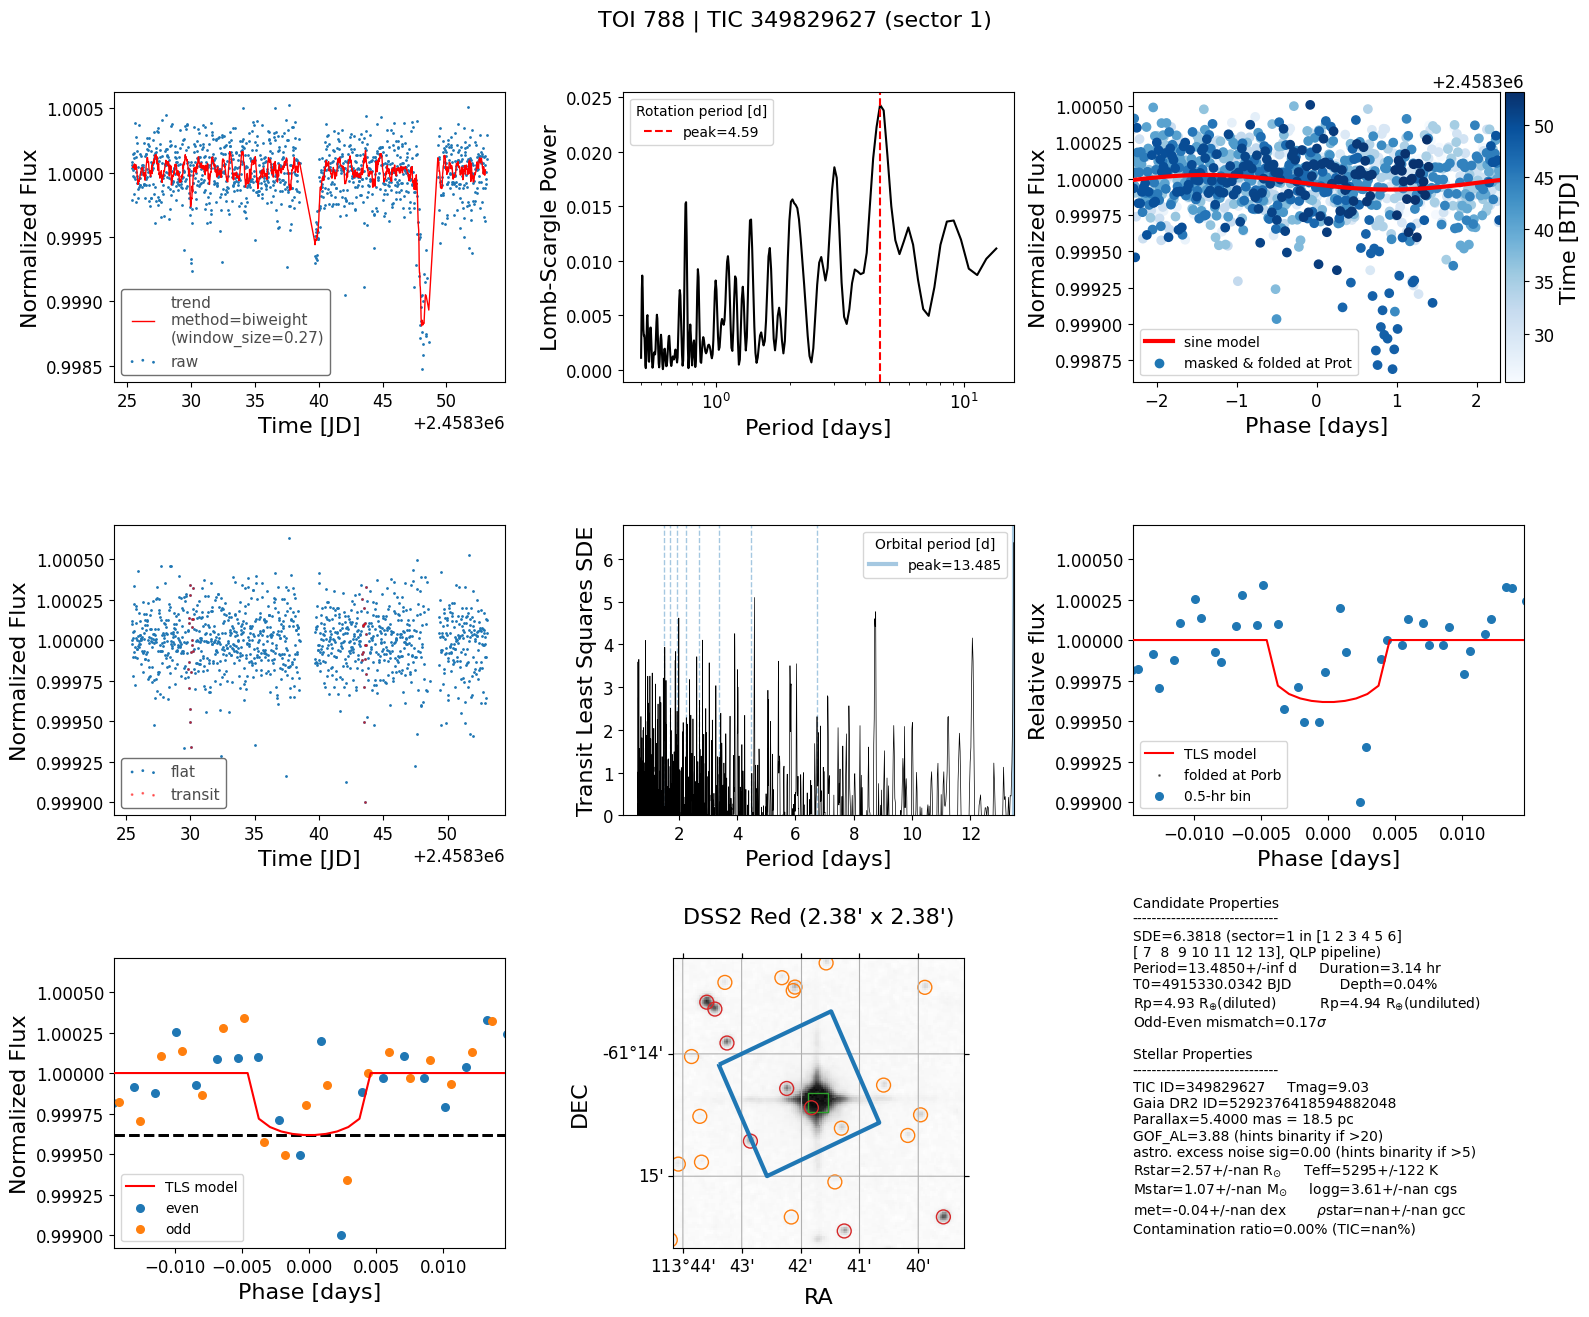 TOI 788 | TIC 349829627 (sector 1)
Normalized Flux
1.0005
1.0000
0.9995
0.9990
0.9985
trend
method=biweight
(window_size=0.27)
raw
25 30 35 40 45 50
Time [JD]
+2.4583e6
Lomb-Scargle Power
0.025
0.020
0.015
0.010
0.005
0.000
Rotation period [d]
peak=4.59
10⁰ 10¹
Period [days]
Normalized Flux
1.00050
1.00025
1.00000
0.99975
0.99950
0.99925
0.99900
0.99875
sine model
masked & folded at Prot
−2 −1 0 1 2
Phase [days]
+2.4583e6
50
45
40
35
30
Time [BTJD]
Normalized Flux
1.00050
1.00025
1.00000
0.99975
0.99950
0.99925
0.99900
flat
transit
25 30 35 40 45 50
Time [JD]
+2.4583e6
Transit Least Squares SDE
6
5
4
3
2
1
0
Orbital period [d]
peak=13.485
2 4 6 8 10 12
Period [days]
Relative flux
1.00050
1.00025
1.00000
0.99975
0.99950
0.99925
0.99900
TLS model
folded at Porb
0.5-hr bin
−0.010 −0.005 0.000 0.005 0.010
Phase [days]
Normalized Flux
1.00050
1.00025
1.00000
0.99975
0.99950
0.99925
0.99900
TLS model
even
odd
−0.010 −0.005 0.000 0.005 0.010
Phase [days]
DSS2 Red (2.38' x 2.38')
DEC
-61°14'
15'
113°44' 43' 42' 41' 40'
RA
Candidate Properties
-------------------------------
SDE=6.3818 (sector=1 in [1 2 3 4 5 6]
[ 7 8 9 10 11 12 13], QLP pipeline)
Period=13.4850+/-inf d Duration=3.14 hr
T0=4915330.0342 BJD Depth=0.04%
Rp=4.93 R⊕(diluted) Rp=4.94 R⊕(undiluted)
Odd-Even mismatch=0.17σ
Stellar Properties
-------------------------------
TIC ID=349829627 Tmag=9.03
Gaia DR2 ID=5292376418594882048
Parallax=5.4000 mas = 18.5 pc
GOF_AL=3.88 (hints binarity if >20)
astro. excess noise sig=0.00 (hints binarity if >5)
Rstar=2.57+/-nan R⊙ Teff=5295+/-122 K
Mstar=1.07+/-nan M⊙ logg=3.61+/-nan cgs
met=-0.04+/-nan dex ρstar=nan+/-nan gcc
Contamination ratio=0.00% (TIC=nan%)